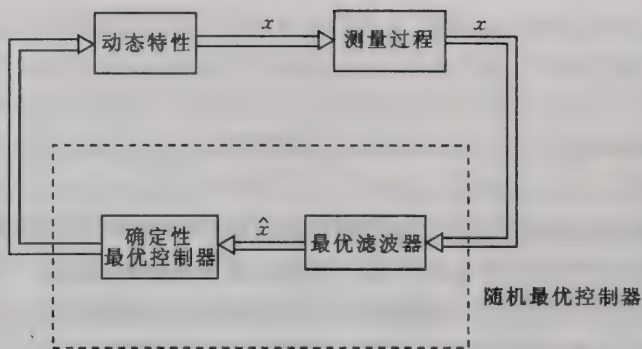 动态特性
x
测量过程
x
确定性
最优控制器
x̂
最优滤波器
随机最优控制器